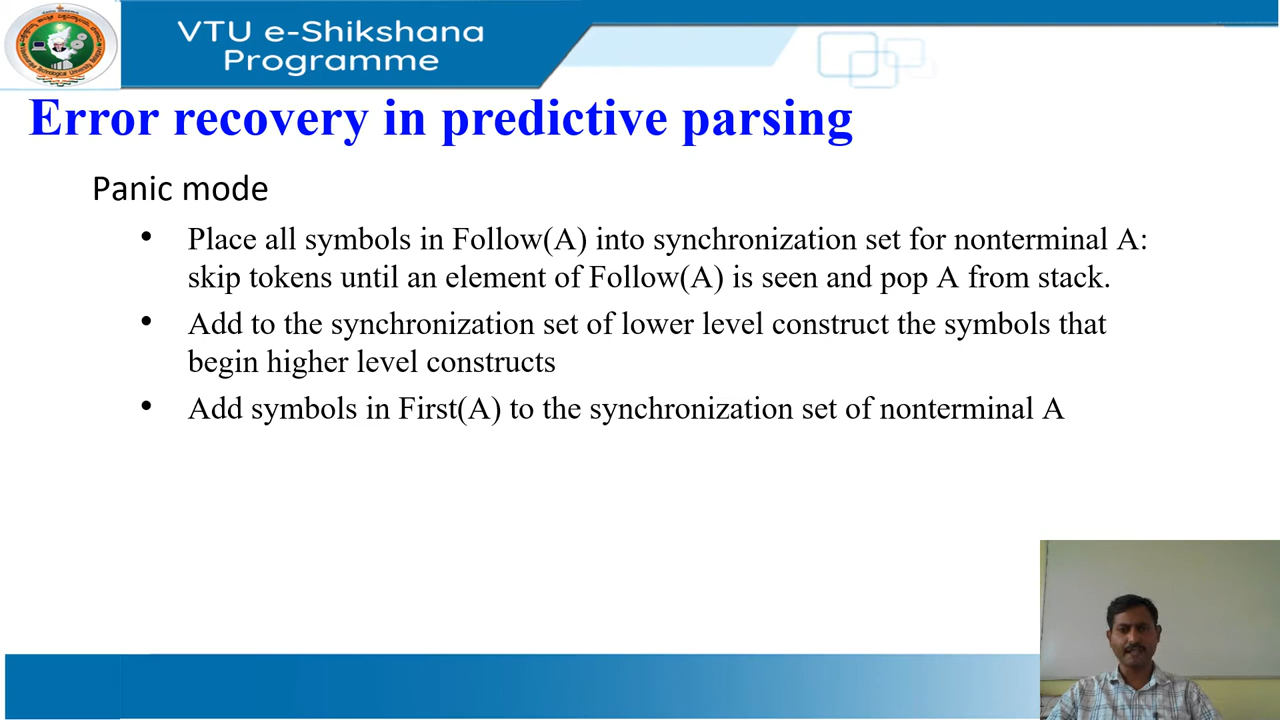 VTU e-Shikshana
Programme
Error recovery in predictive parsing
Panic mode
• Place all symbols in Follow(A) into synchronization set for nonterminal A:
skip tokens until an element of Follow(A) is seen and pop A from stack.
• Add to the synchronization set of lower level construct the symbols that
begin higher level constructs
• Add symbols in First(A) to the synchronization set of nonterminal A